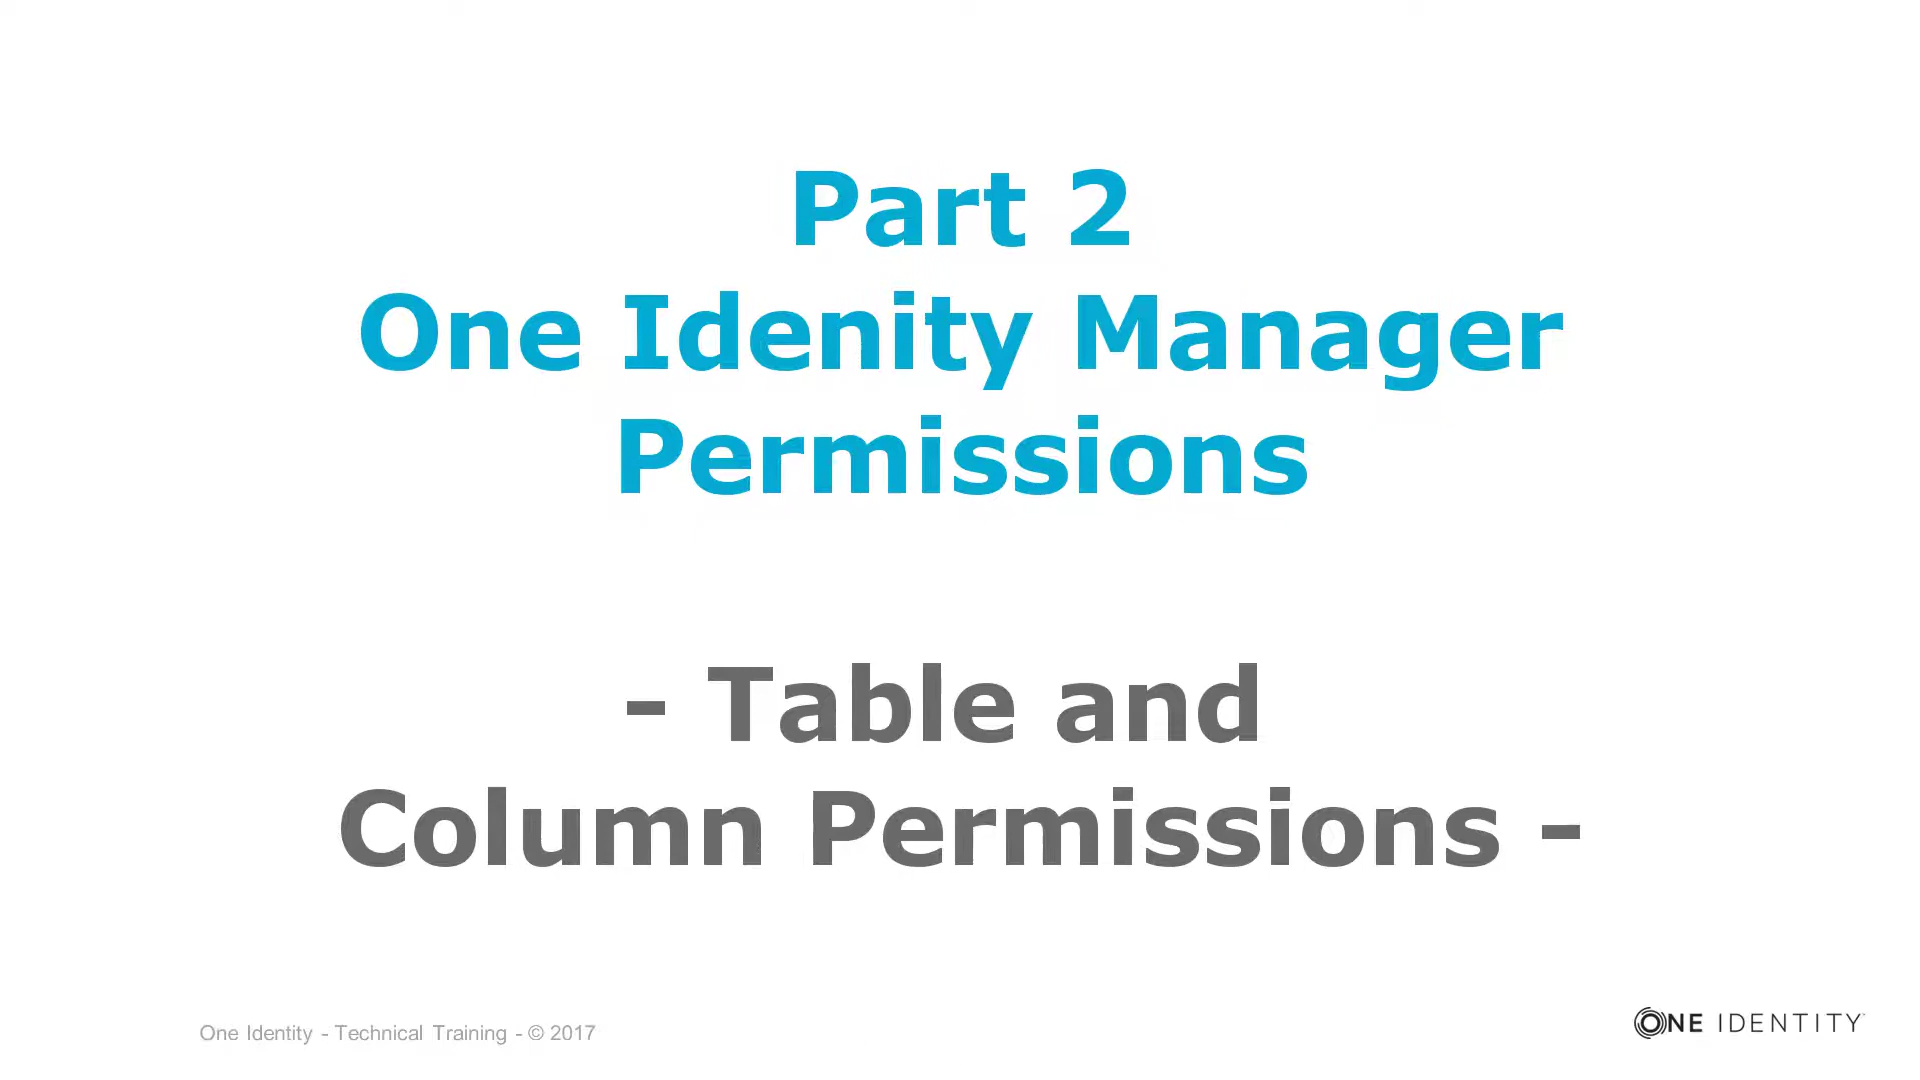 Part 2
One Idenity Manager
Permissions
- Table and
Column Permissions -
One Identity - Technical Training - © 2017
ONE IDENTITY